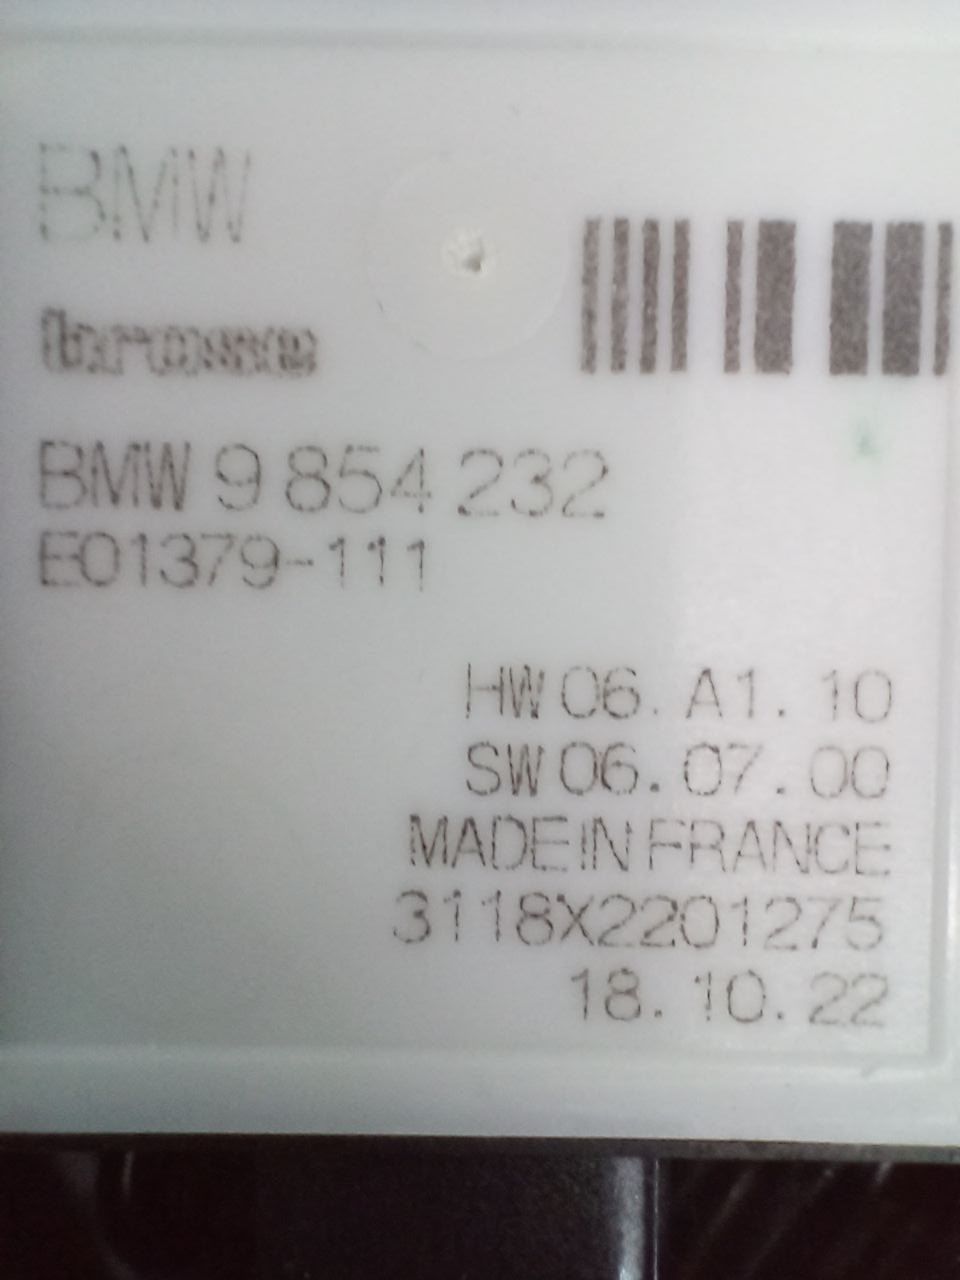 BMW
brose
BMW 9 854 232
E01379-111
HW 06. A1. 10
SW 06. 07. 00
MADE IN FRANCE
3118X2201275
18. 10. 22